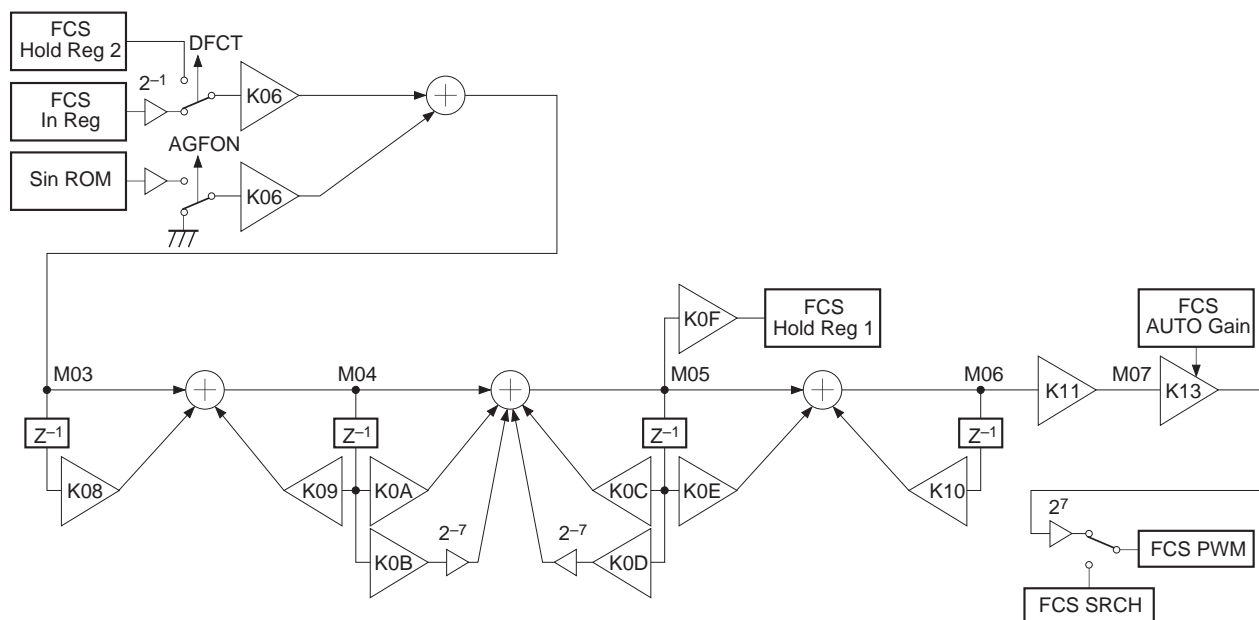 FCS
Hold Reg 2
DFCT
2–1
K06
FCS
In Reg
AGFON
Sin ROM
K06
FCS
Hold Reg 1
K0F
FCS
AUTO Gain
M03
M04
M05
M06
K11
M07
K13
Z–1
Z–1
Z–1
Z–1
K08
K09
K0A
K0C
K0E
K10
2–7
2–7
K0B
K0D
27
FCS PWM
FCS SRCH